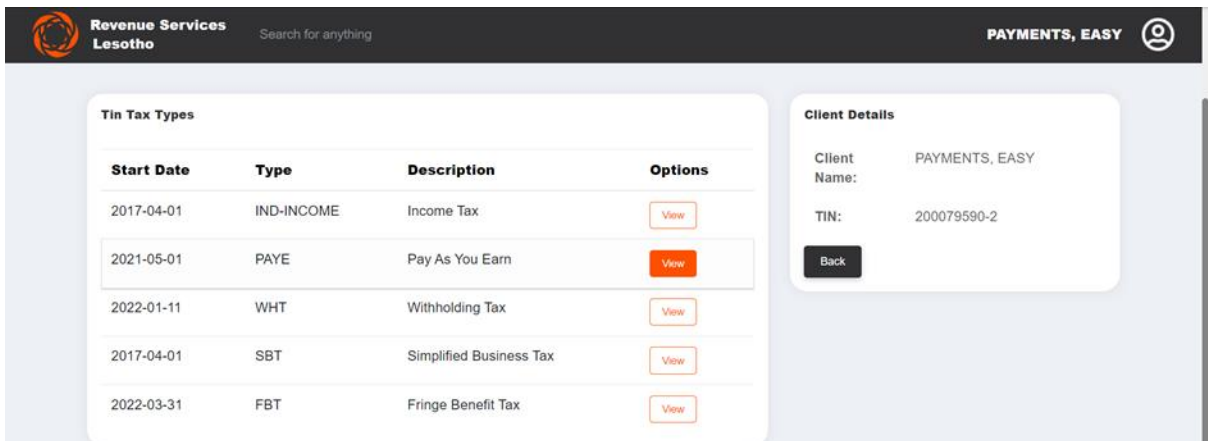 Revenue Services
Lesotho
Search for anything
PAYMENTS, EASY
Tin Tax Types
Start Date Type Description Options
2017-04-01 IND-INCOME Income Tax View
2021-05-01 PAYE Pay As You Earn View
2022-01-11 WHT Withholding Tax View
2017-04-01 SBT Simplified Business Tax View
2022-03-31 FBT Fringe Benefit Tax View
Client Details
Client
Name:
PAYMENTS, EASY
TIN: 200079590-2
Back